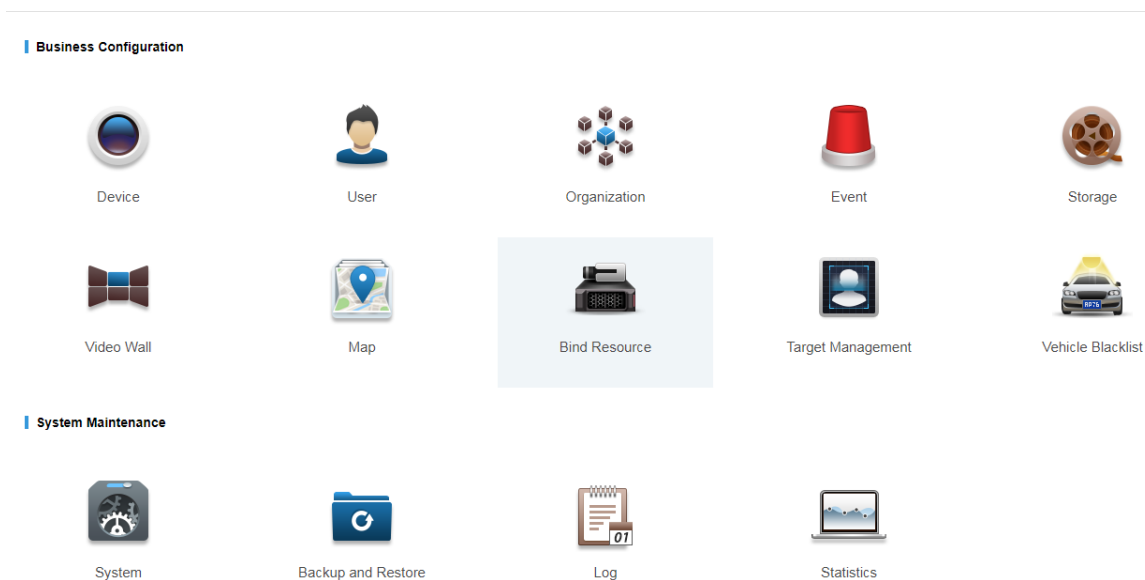 Business Configuration
Device
User
Organization
Event
Storage
Video Wall
Map
Bind Resource
Target Management
Vehicle Blacklist
System Maintenance
01
System
Backup and Restore
Log
Statistics